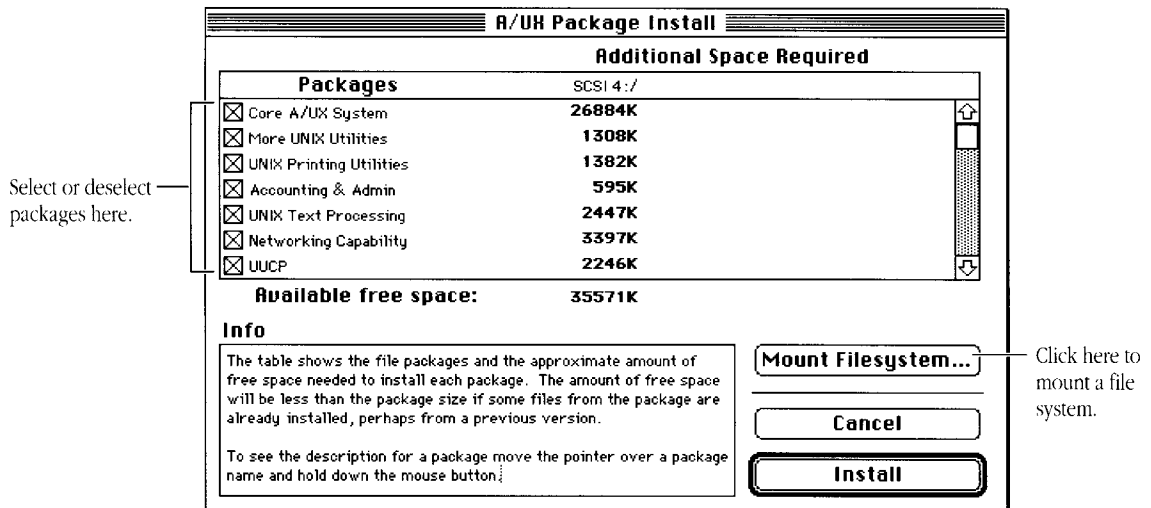 A/UX Package Install
Additional Space Required
Packages SCSI 4:/
Core A/UX System 26884K
More UNIX Utilities 1308K
UNIX Printing Utilities 1382K
Accounting & Admin 595K
UNIX Text Processing 2447K
Networking Capability 3397K
UUCP 2246K
Select or deselect
packages here.
Available free space: 35571K
Info
The table shows the file packages and the approximate amount of
free space needed to install each package. The amount of free space
will be less than the package size if some files from the package are
already installed, perhaps from a previous version.
To see the description for a package move the pointer over a package
name and hold down the mouse button.
Mount Filesystem...
Click here to
mount a file
system.
Cancel
Install